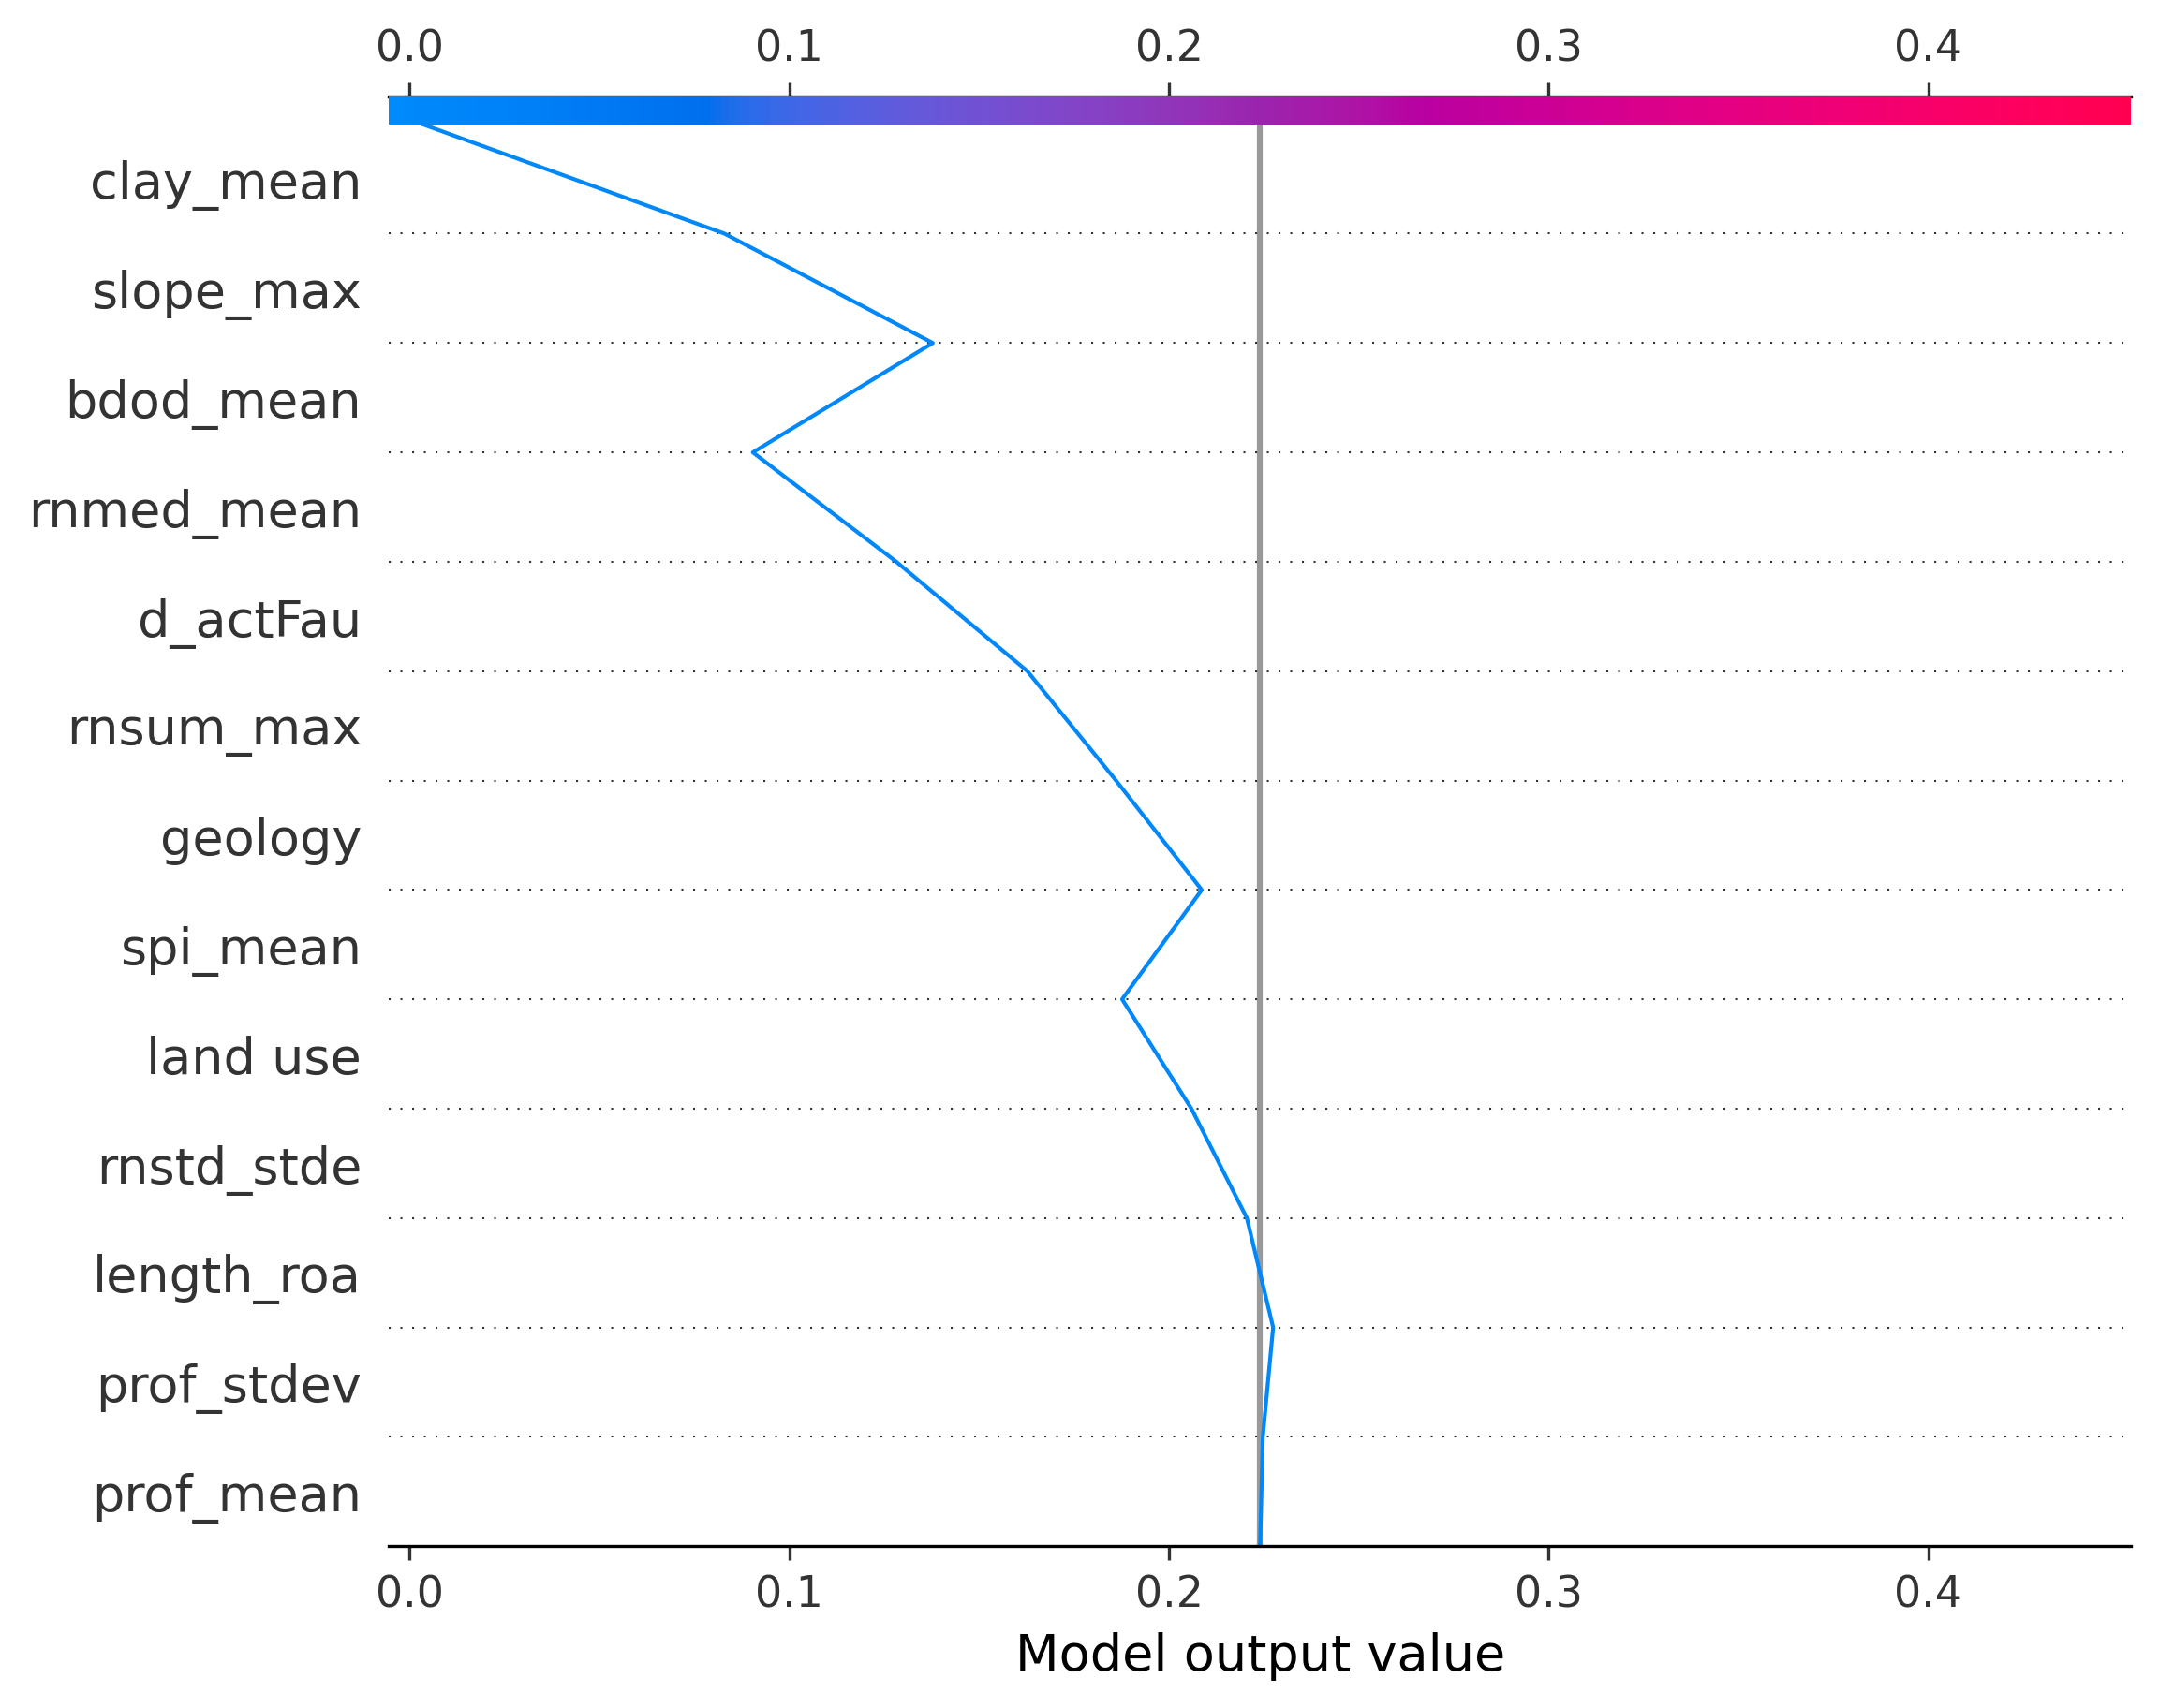 0.0 0.1 0.2 0.3 0.4
clay_mean
slope_max
bdod_mean
rnmed_mean
d_actFau
rnsum_max
geology
spi_mean
land use
rnstd_stde
length_roa
prof_stdev
prof_mean
0.0 0.1 0.2 0.3 0.4
Model output value